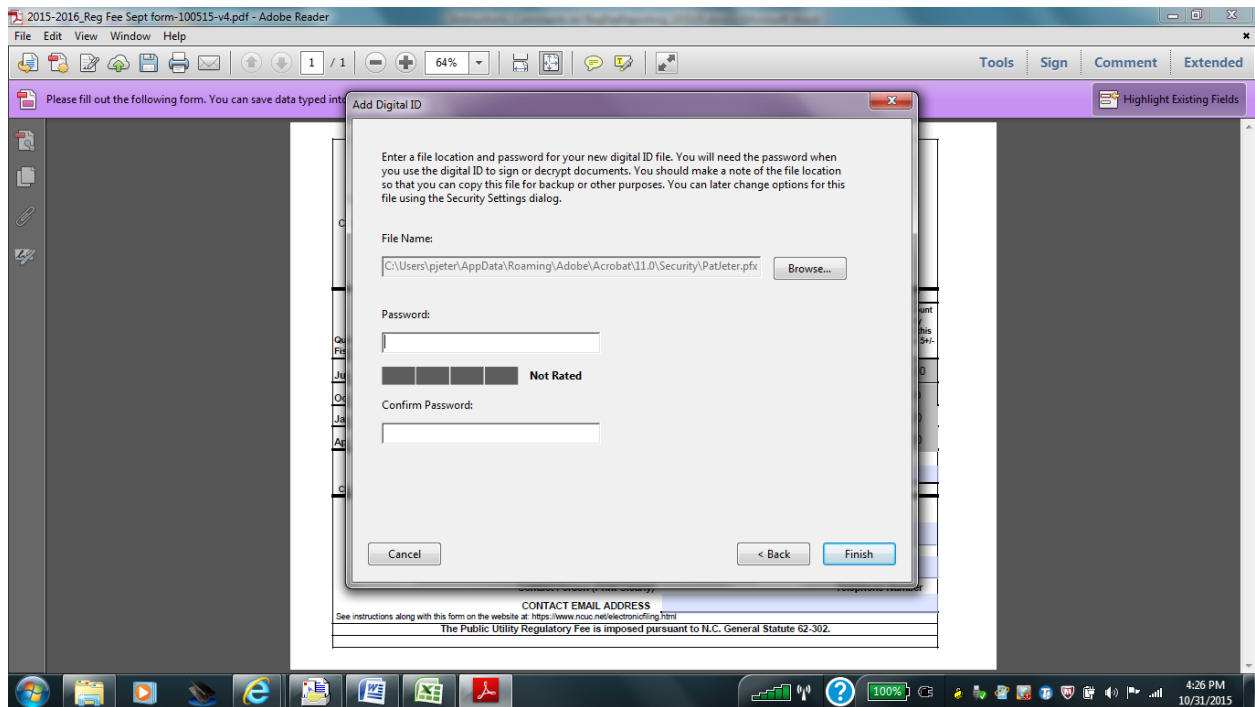 2015-2016_Reg Fee Sept form-100515-v4.pdf - Adobe Reader
File Edit View Window Help
1 / 1 64% Tools Sign Comment Extended
Please fill out the following form. You can save data typed into
Highlight Existing Fields
Add Digital ID
Enter a file location and password for your new digital ID file. You will need the password when
you use the digital ID to sign or decrypt documents. You should make a note of the file location
so that you can copy this file for backup or other purposes. You can later change options for this
file using the Security Settings dialog.
File Name:
C:\Users\pjeter\AppData\Roaming\Adobe\Acrobat\11.0\Security\PatJeter.pfx
Browse...
Password:
Not Rated
Confirm Password:
Cancel < Back Finish
CONTACT EMAIL ADDRESS
See instructions along with this form on the website at: https://www.ncuc.net/electronicfiling.html
The Public Utility Regulatory Fee is imposed pursuant to N.C. General Statute 62-302.
100%
4:26 PM
10/31/2015